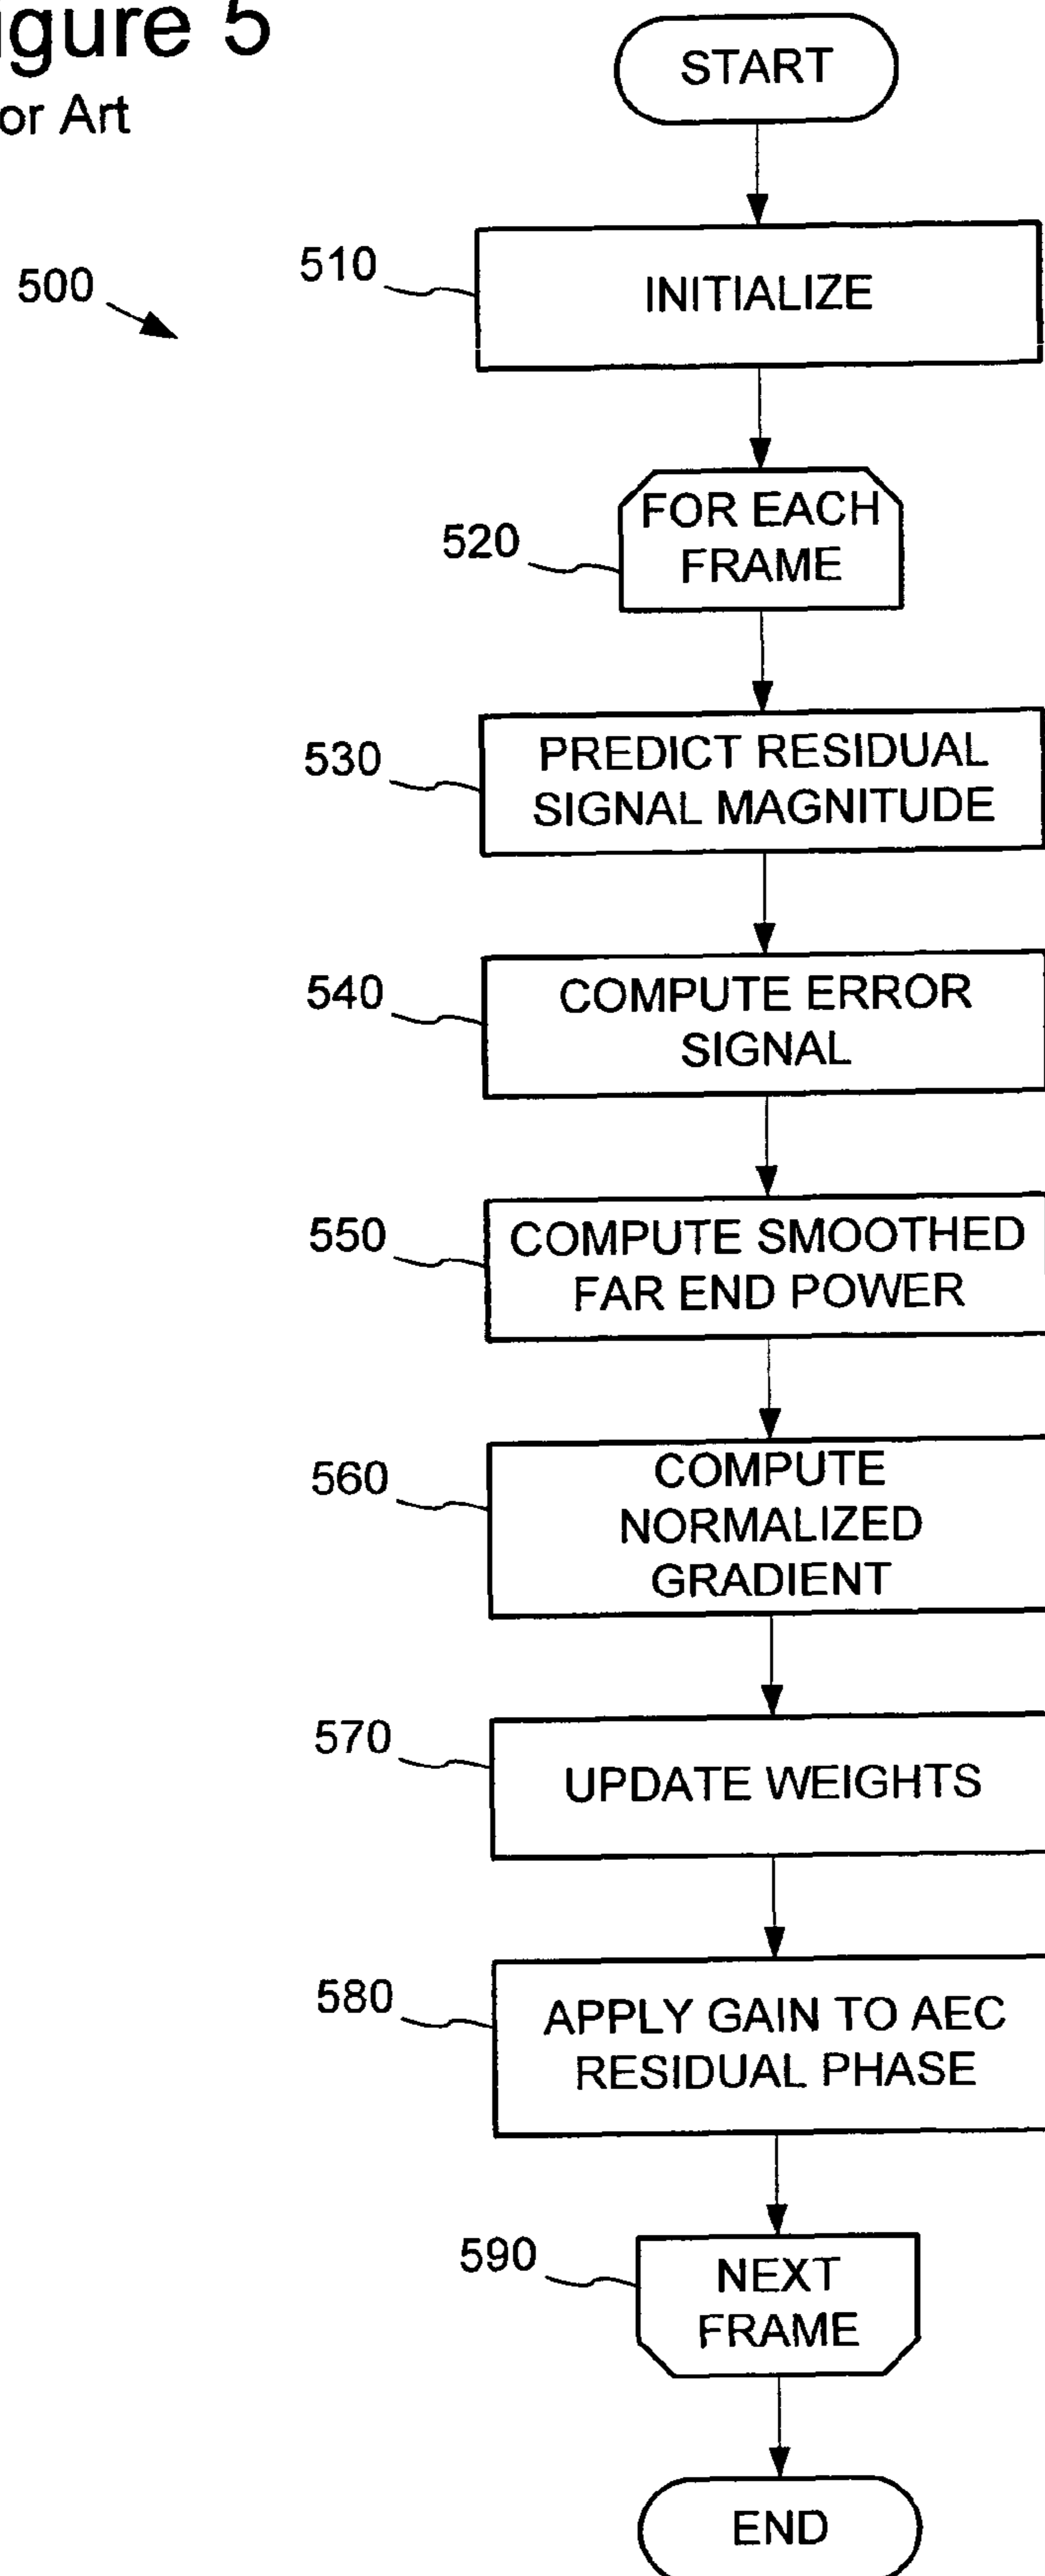 igure 5
or Art
START
500
510
INITIALIZE
520
FOR EACH
FRAME
530
PREDICT RESIDUAL
SIGNAL MAGNITUDE
540
COMPUTE ERROR
SIGNAL
550
COMPUTE SMOOTHED
FAR END POWER
560
COMPUTE
NORMALIZED
GRADIENT
570
UPDATE WEIGHTS
580
APPLY GAIN TO AEC
RESIDUAL PHASE
590
NEXT
FRAME
END